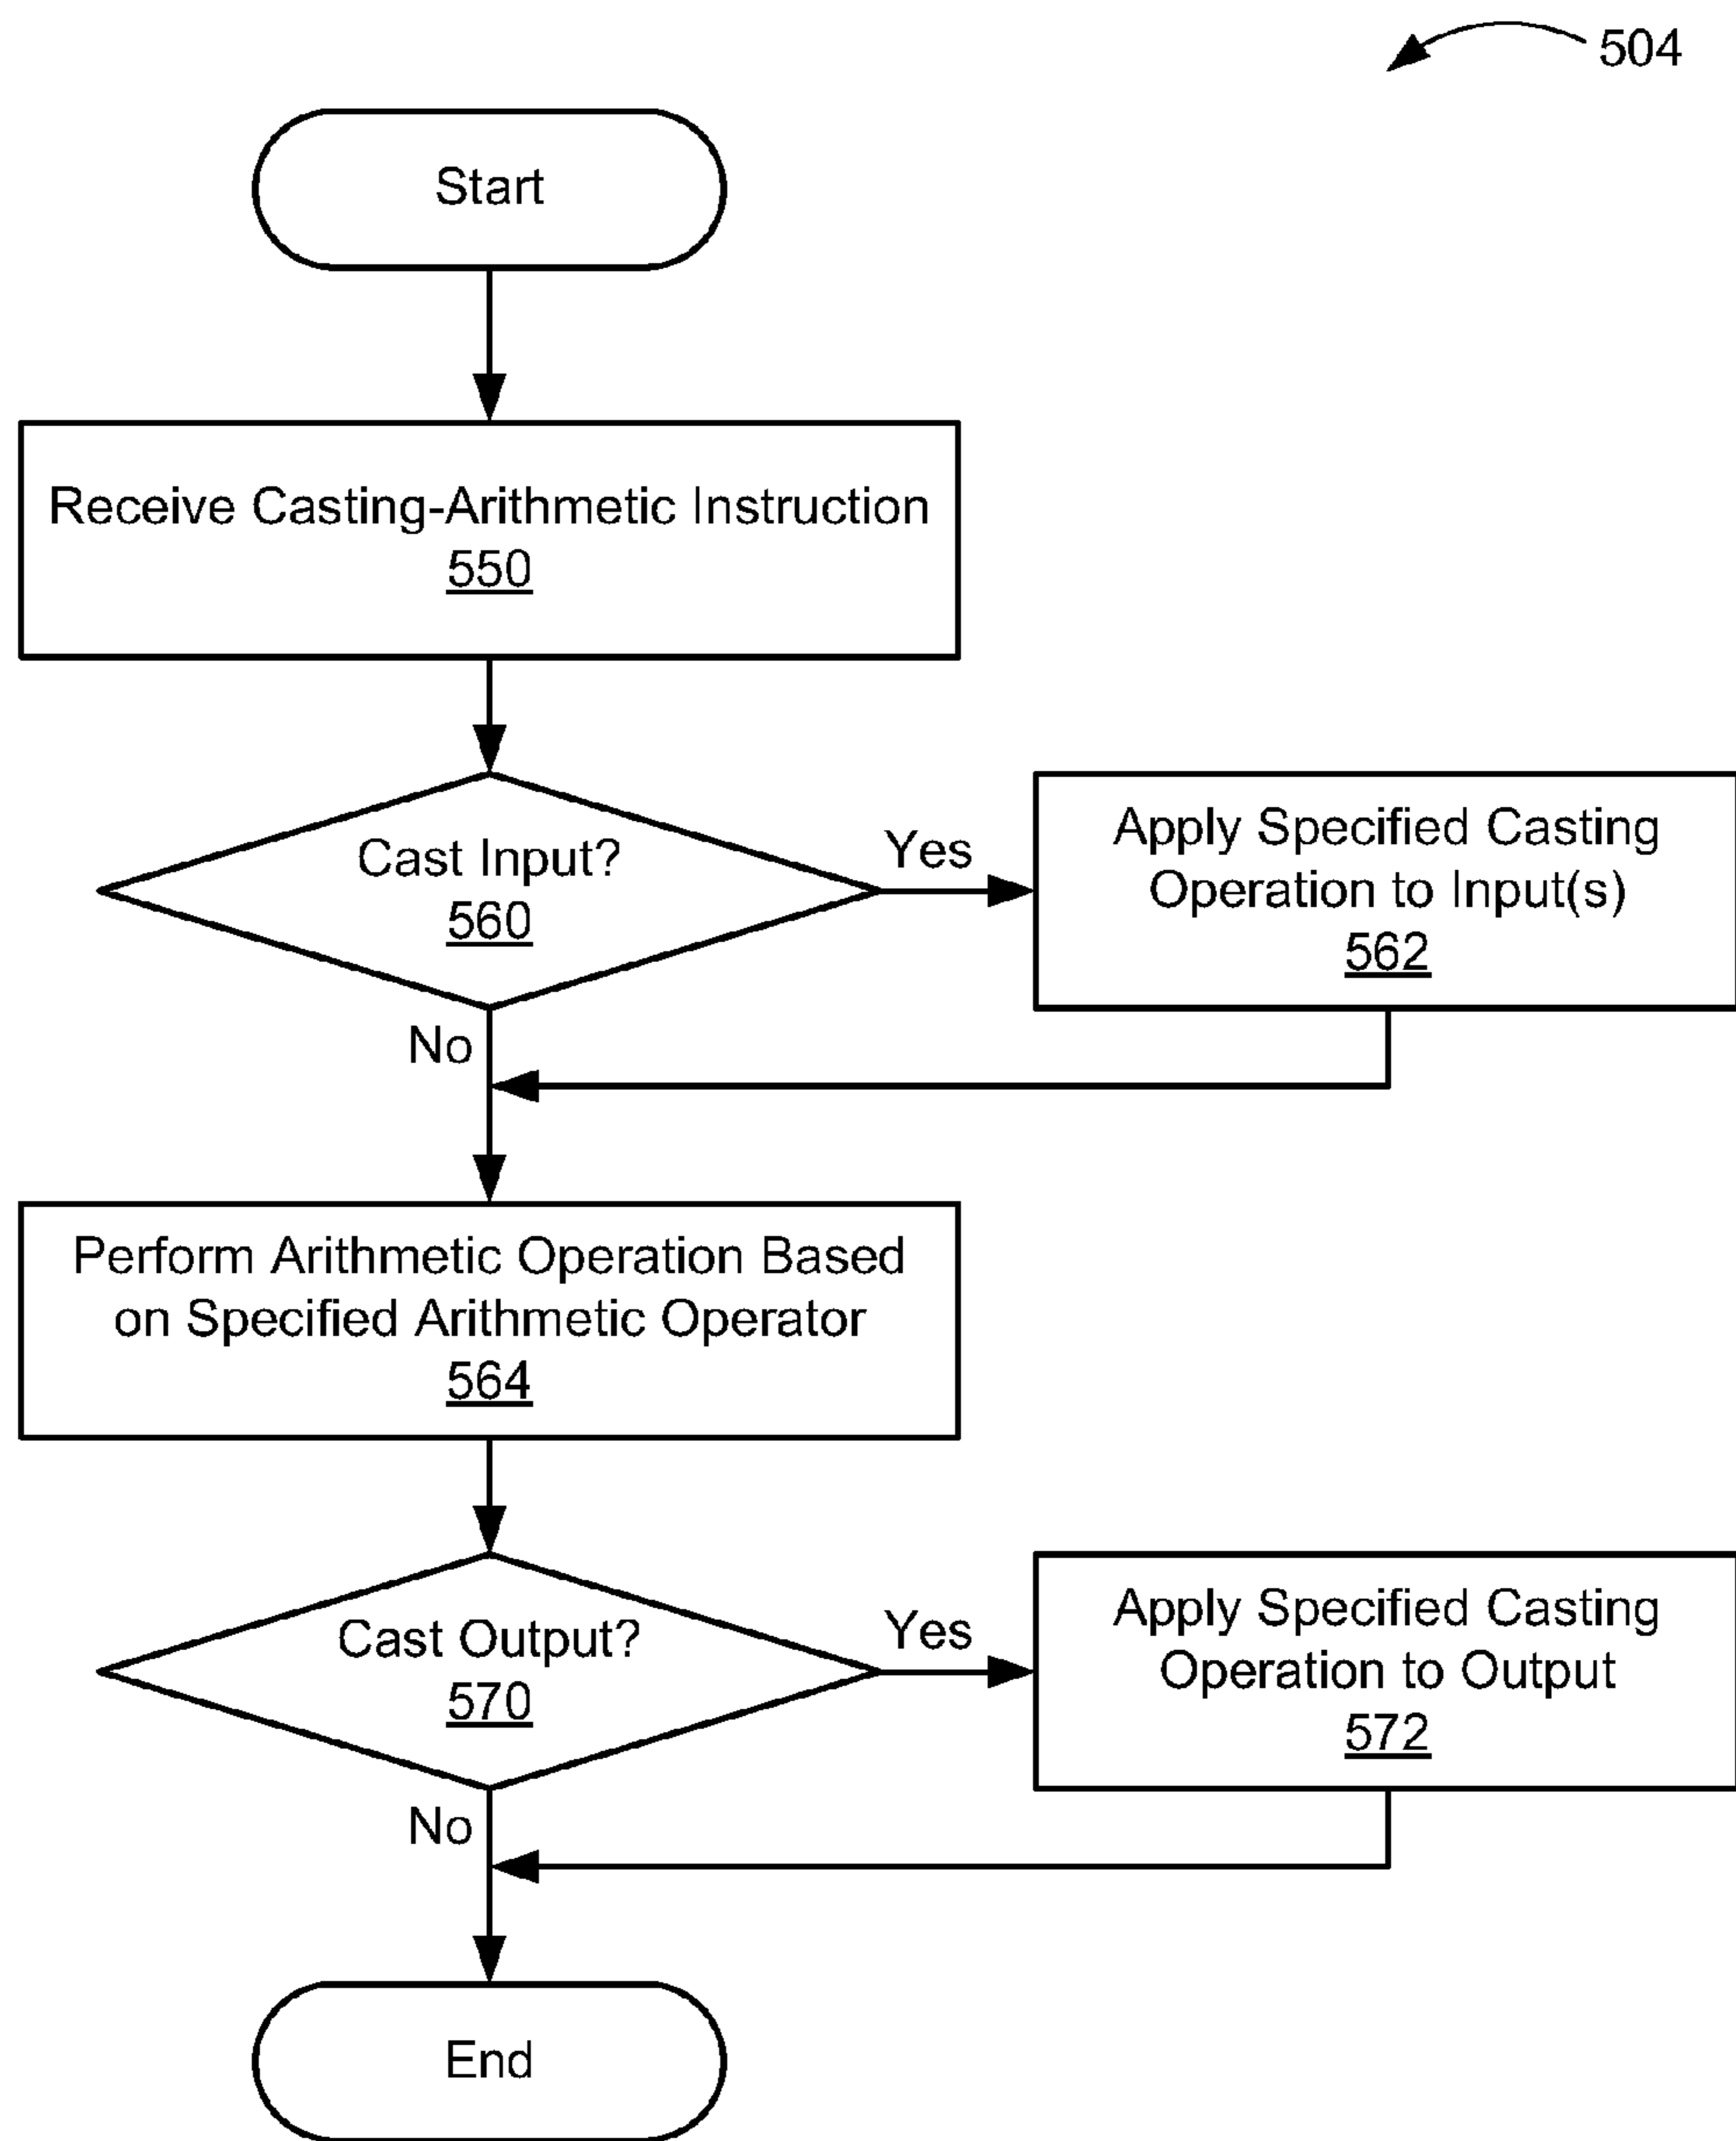 504
Start
Receive Casting-Arithmetic Instruction
550
Cast Input?
560
Yes
Apply Specified Casting
Operation to Input(s)
562
No
Perform Arithmetic Operation Based
on Specified Arithmetic Operator
564
Cast Output?
570
Yes
Apply Specified Casting
Operation to Output
572
No
End